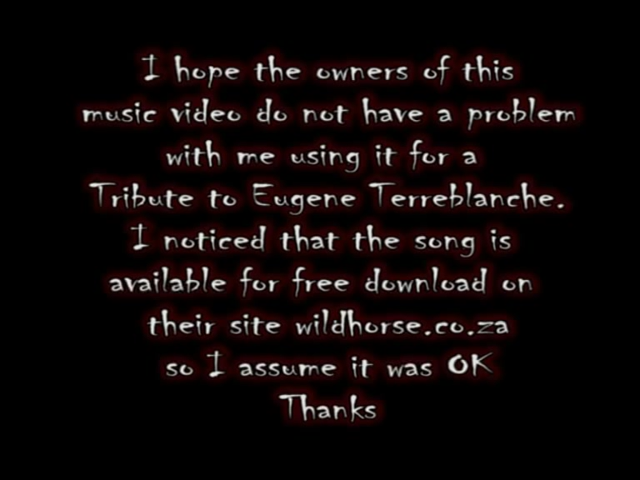 I hope the owners of this
music video do not have a problem
with me using it for a
Tribute to Eugene Terreblanche.
I noticed that the song is
available for free download on
their site wildhorse.co.za
so I assume it was OK
Thanks